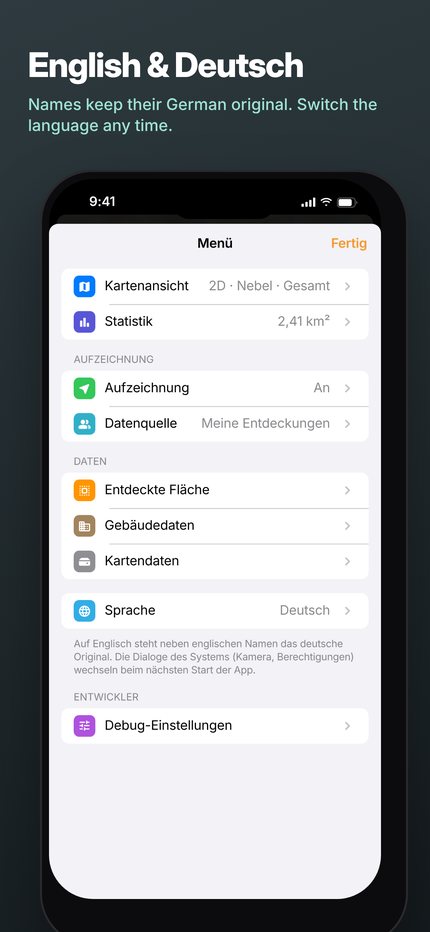 English & Deutsch
Names keep their German original. Switch the
language any time.
9:41
Menü
Fertig
Kartenansicht 2D · Nebel · Gesamt
Statistik 2,41 km²
AUFZEICHNUNG
Aufzeichnung An
Datenquelle Meine Entdeckungen
DATEN
Entdeckte Fläche
Gebäudedaten
Kartendaten
Sprache Deutsch
Auf Englisch steht neben englischen Namen das deutsche
Original. Die Dialoge des Systems (Kamera, Berechtigungen)
wechseln beim nächsten Start der App.
ENTWICKLER
Debug-Einstellungen